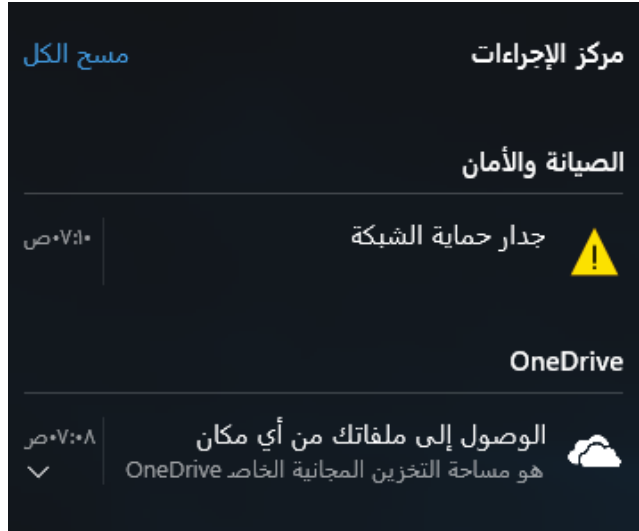 مركز الإجراءات
مسح الكل
الصيانة والأمان
جدار حماية الشبكة
٠٧:١٠ص
OneDrive
الوصول إلى ملفاتك من أي مكان
٠٧:٠٨ص
هو مساحة التخزين المجانية الخاصـ OneDrive